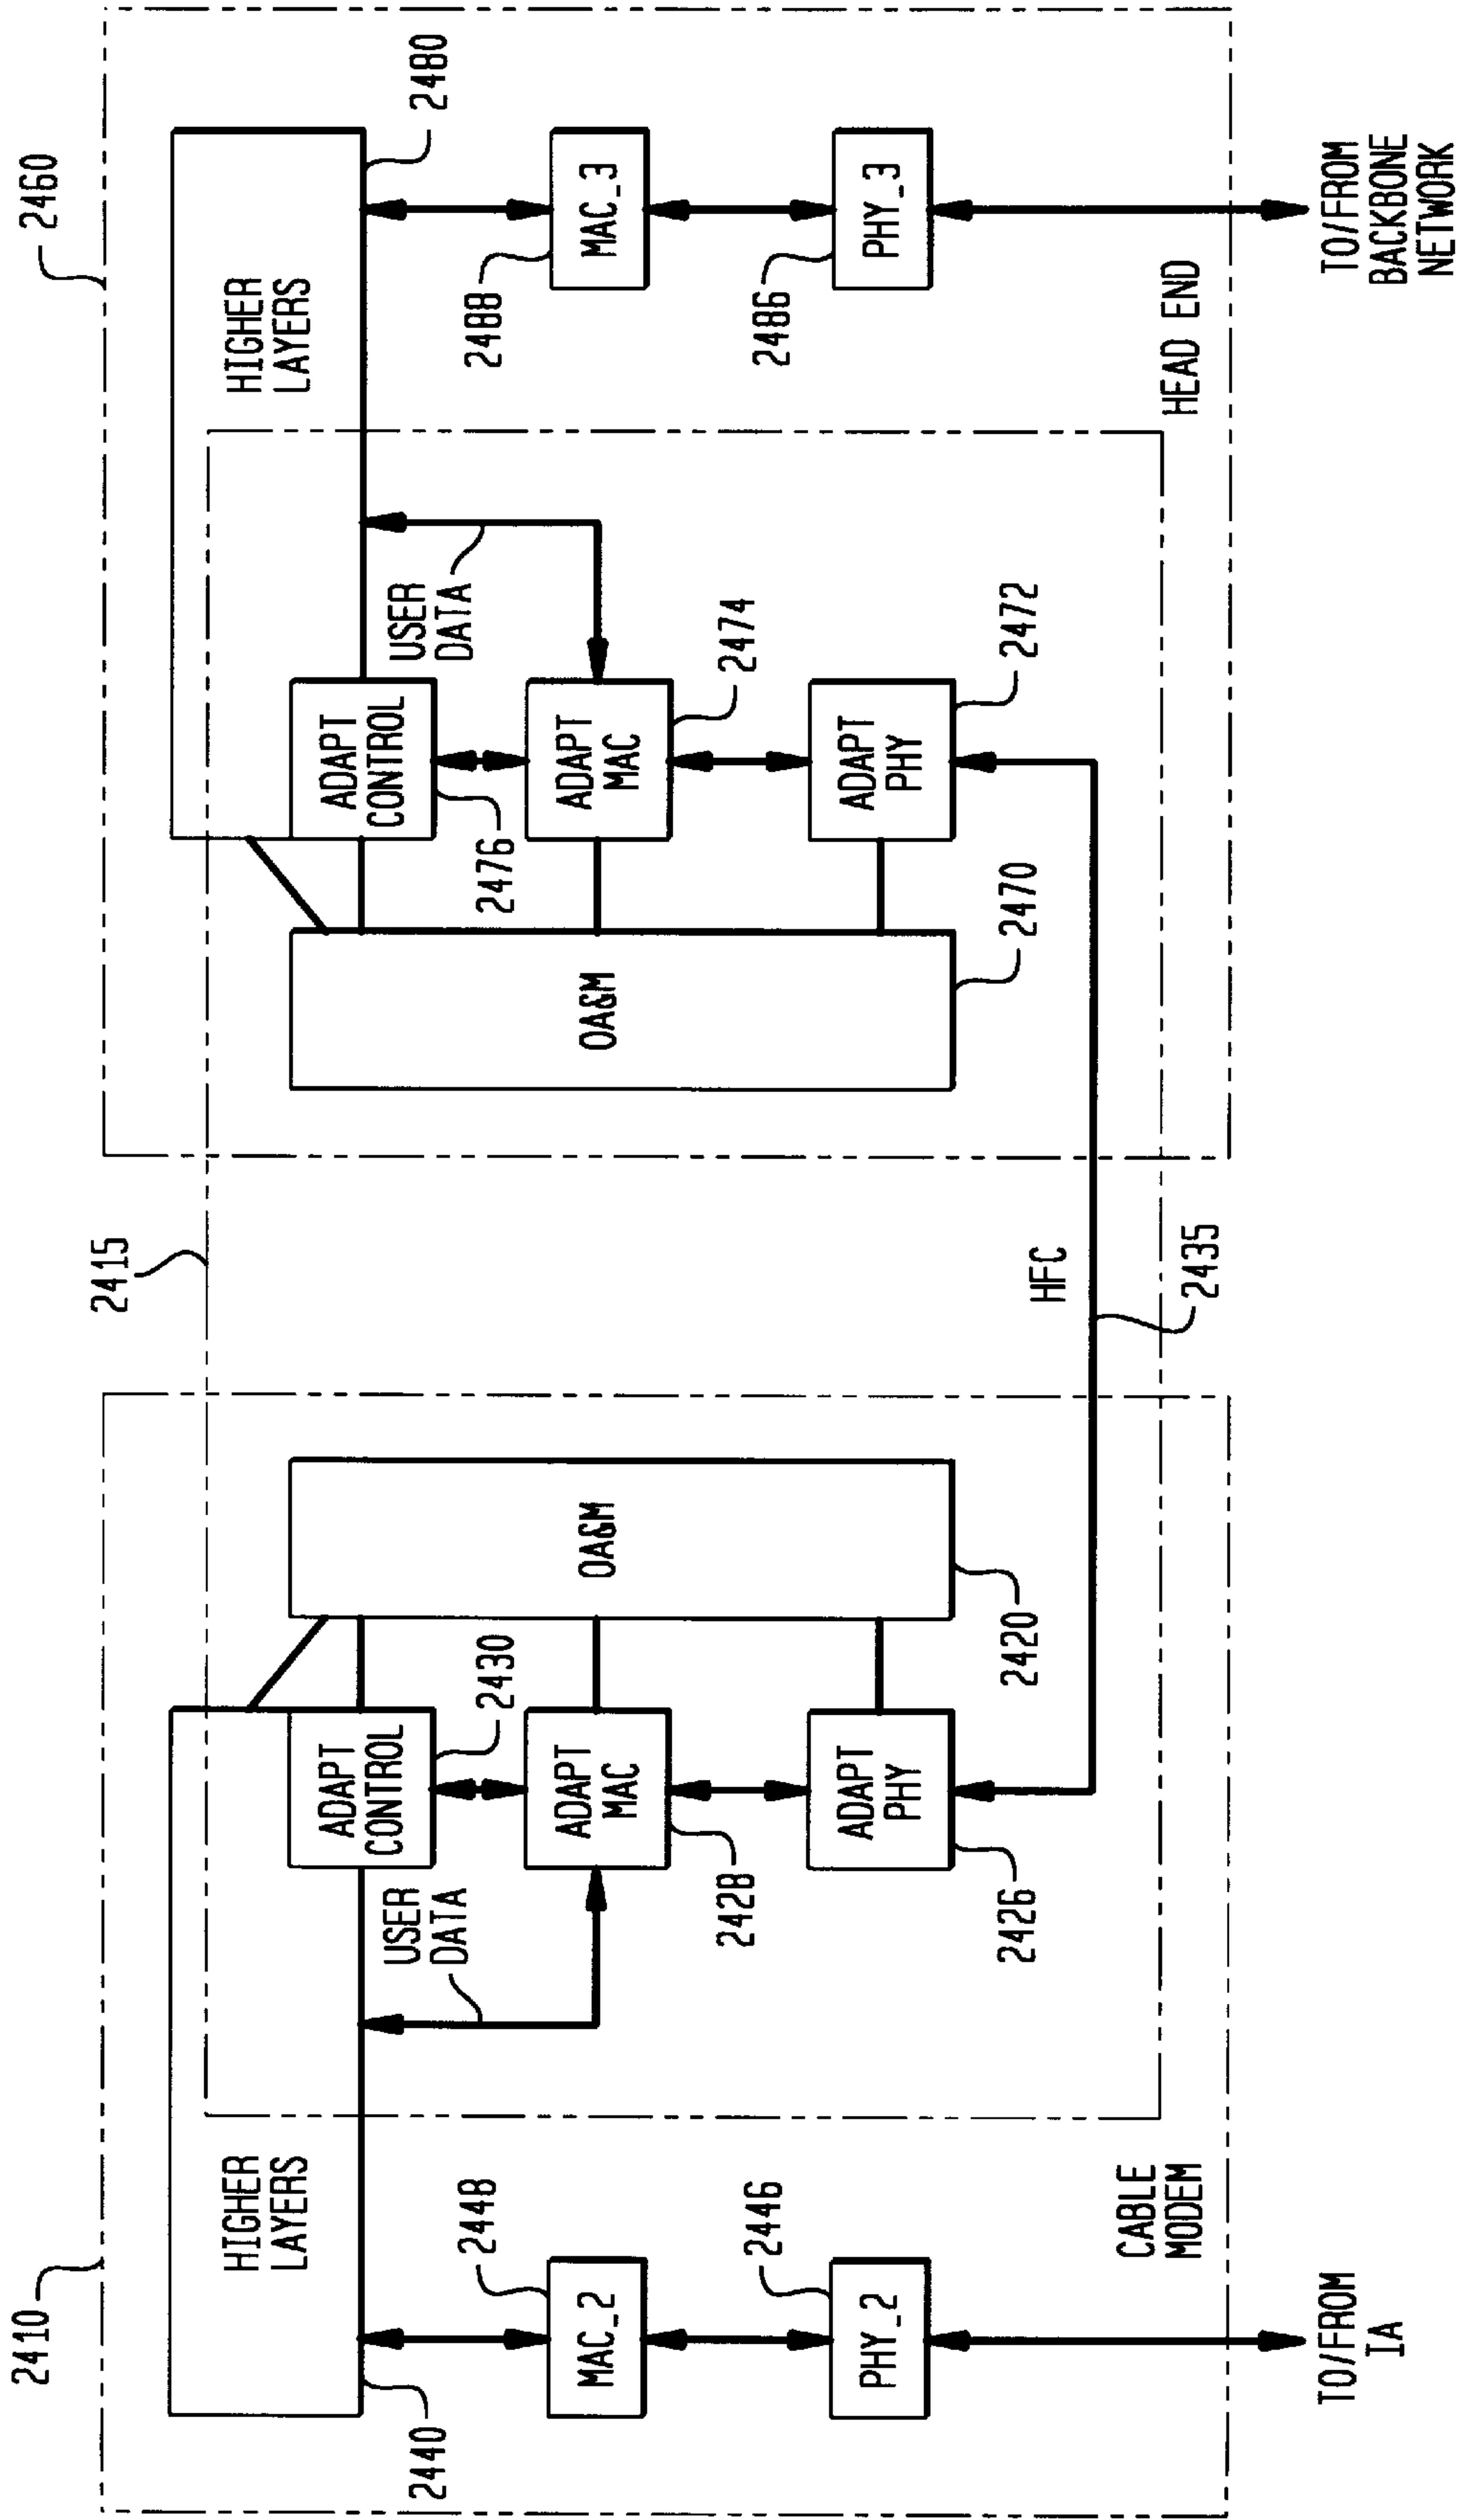 2410
2415
2460
HIGHER
LAYERS
2440
MAC_2
2448
PHY_2
2446
TO/FROM
IA
CABLE
MODEM
USER
DATA
ADAPT
CONTROL
2430
ADAPT
MAC
2428
ADAPT
PHY
2426
OA&M
2420
HFC
2435
OA&M
2470
ADAPT
CONTROL
2476
ADAPT
MAC
2474
ADAPT
PHY
2472
USER
DATA
HIGHER
LAYERS
2480
MAC_3
2488
PHY_3
2486
HEAD END
TO/FROM
BACKBONE
NETWORK